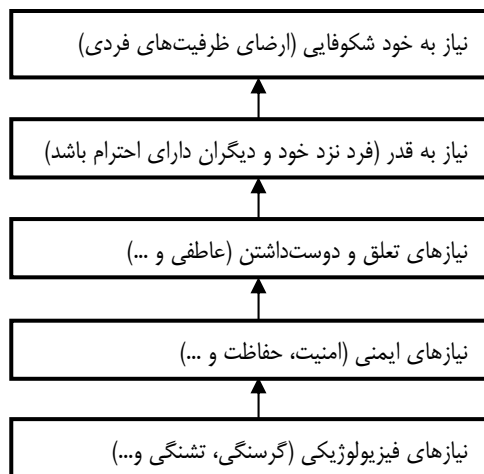 نیاز به خود شکوفایی (ارضای ظرفیت‌های فردی)
نیاز به قدر (فرد نزد خود و دیگران دارای احترام باشد)
نیازهای تعلق و دوست‌داشتن (عاطفی و ...)
نیازهای ایمنی (امنیت، حفاظت و ...)
نیازهای فیزیولوژیکی (گرسنگی، تشنگی و...)